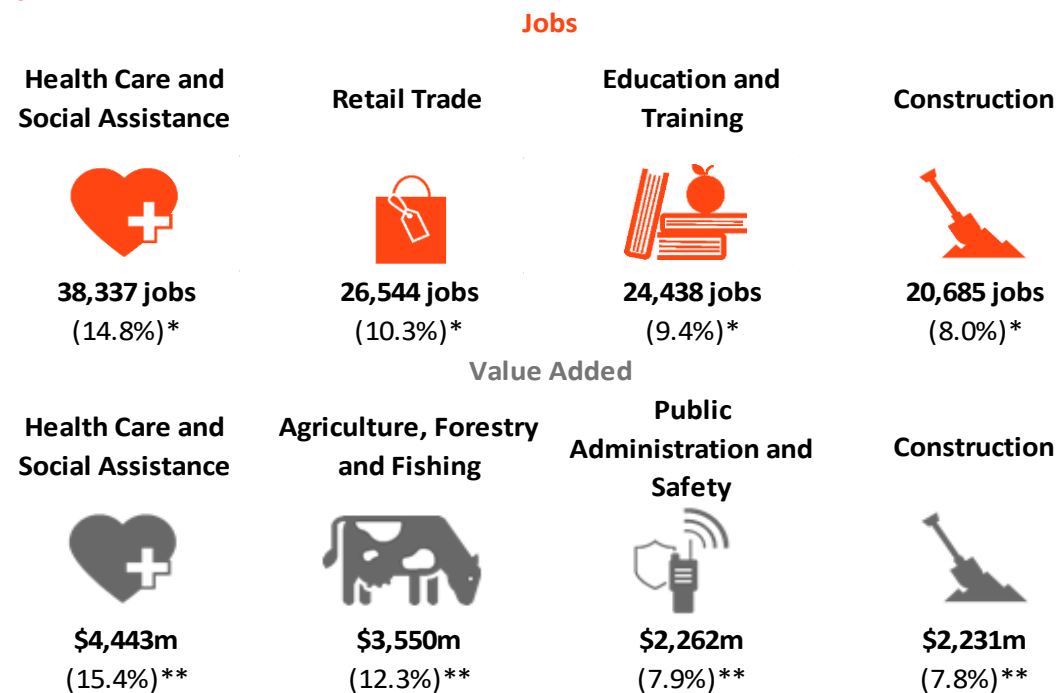 Jobs
Health Care and
Social Assistance
Retail Trade
Education and
Training
Construction
38,337 jobs
(14.8%)*
26,544 jobs
(10.3%)*
24,438 jobs
(9.4%)*
20,685 jobs
(8.0%)*
Value Added
Health Care and
Social Assistance
Agriculture, Forestry
and Fishing
Public
Administration and
Safety
Construction
$4,443m
(15.4%)**
$3,550m
(12.3%)**
$2,262m
(7.9%)**
$2,231m
(7.8%)**